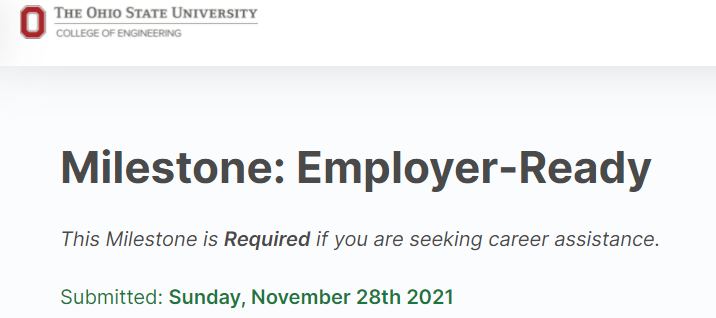 THE OHIO STATE UNIVERSITY
COLLEGE OF ENGINEERING
Milestone: Employer-Ready
This Milestone is Required if you are seeking career assistance.
Submitted: Sunday, November 28th 2021